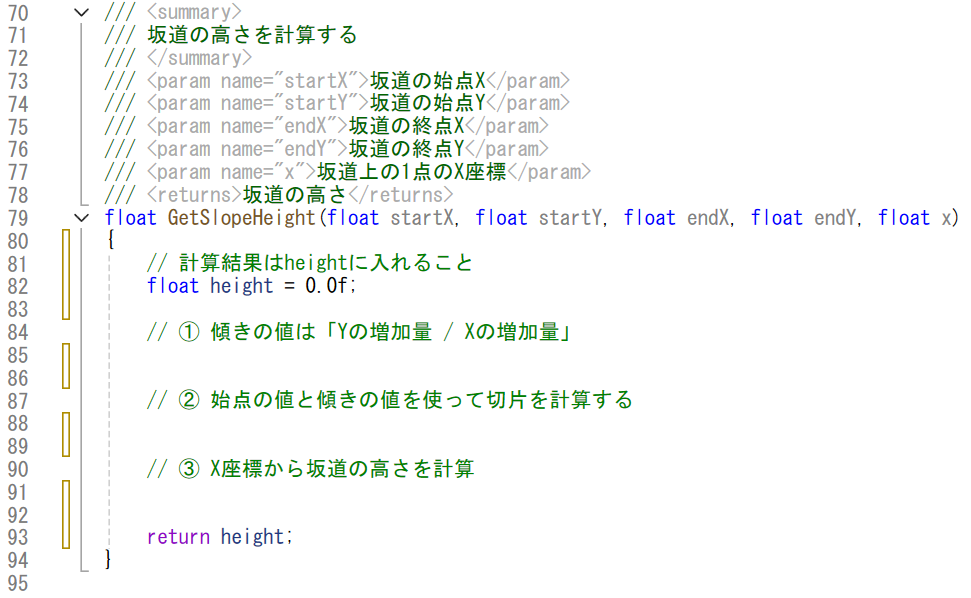 70 /// <summary>
71 /// 坂道の高さを計算する
72 /// </summary>
73 /// <param name="startX">坂道の始点X</param>
74 /// <param name="startY">坂道の始点Y</param>
75 /// <param name="endX">坂道の終点X</param>
76 /// <param name="endY">坂道の終点Y</param>
77 /// <param name="x">坂道上の1点のX座標</param>
78 /// <returns>坂道の高さ</returns>
79 float GetSlopeHeight(float startX, float startY, float endX, float endY, float x)
80 {
81 // 計算結果はheightに入れること
82 float height = 0.0f;
83
84 // ① 傾きの値は「Yの増加量 / Xの増加量」
85
86
87 // ② 始点の値と傾きの値を使って切片を計算する
88
89
90 // ③ X座標から坂道の高さを計算
91
92
93 return height;
94 }
95